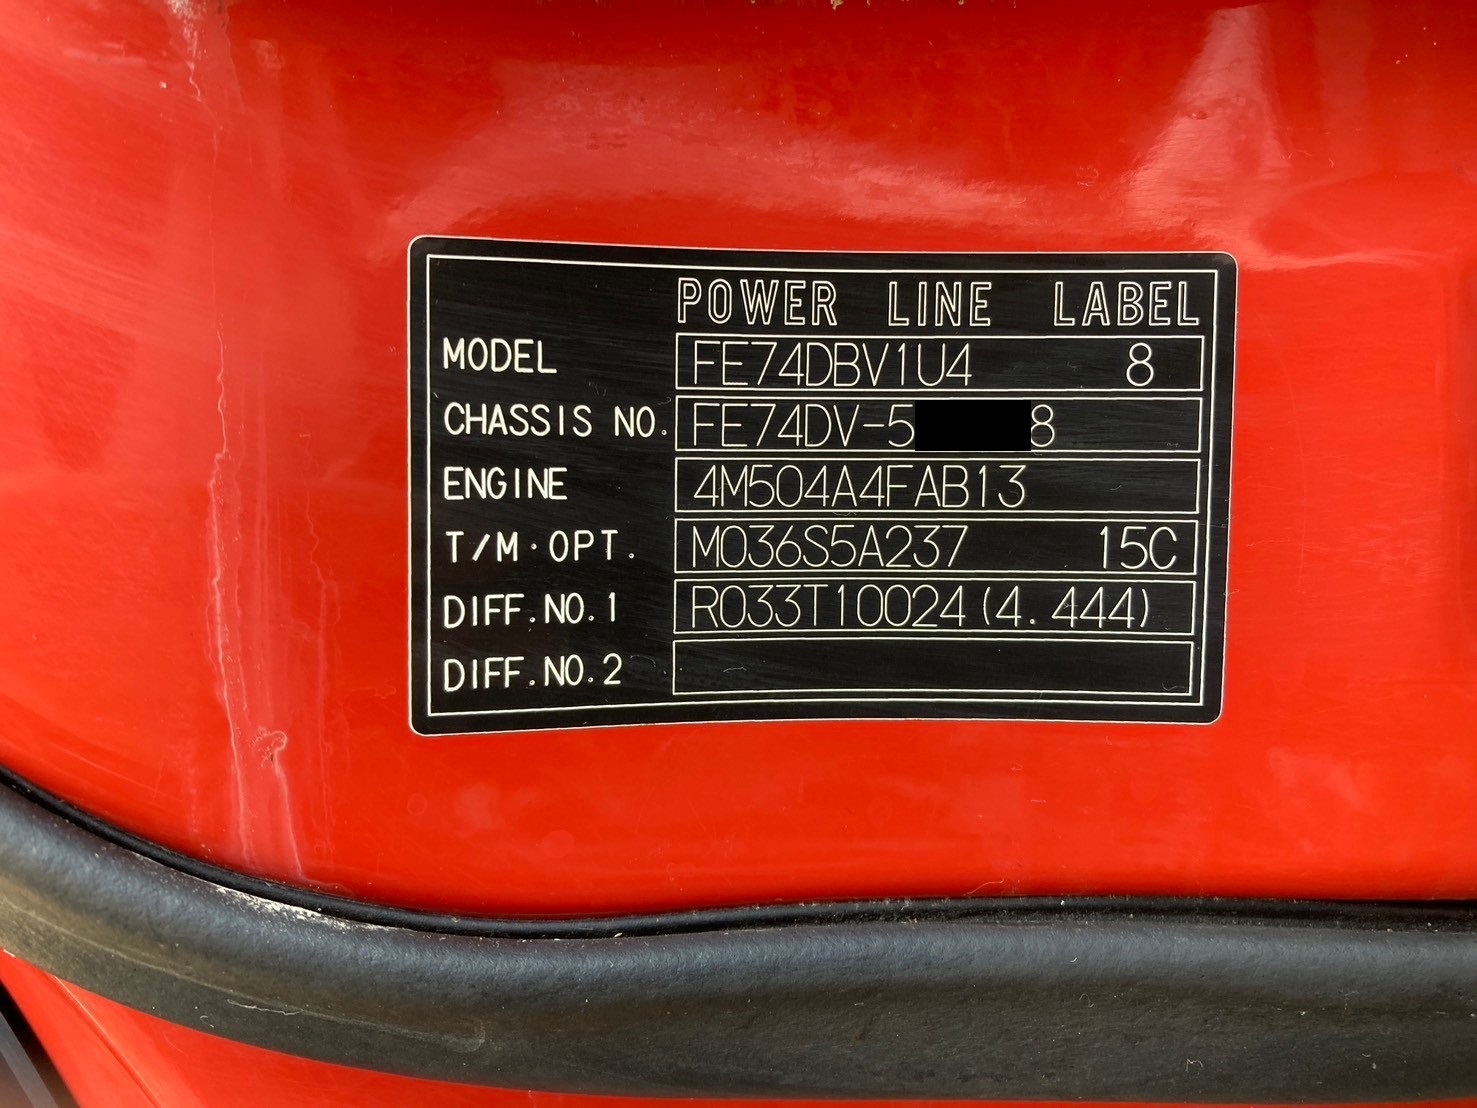 POWER LINE LABEL
MODEL FE74DBV1U4 8
CHASSIS NO. FE74DV-5 8
ENGINE 4M504A4FAB13
T/M·OPT. M036S5A237 15C
DIFF.NO.1 R033T10024(4.444)
DIFF.NO.2